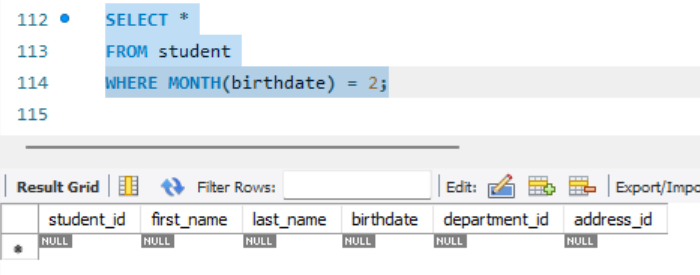 112 SELECT *
113 FROM student
114 WHERE MONTH(birthdate) = 2;
115
Result Grid Filter Rows: Edit: Export/Impo
student_id first_name last_name birthdate department_id address_id
* NULL NULL NULL NULL NULL NULL